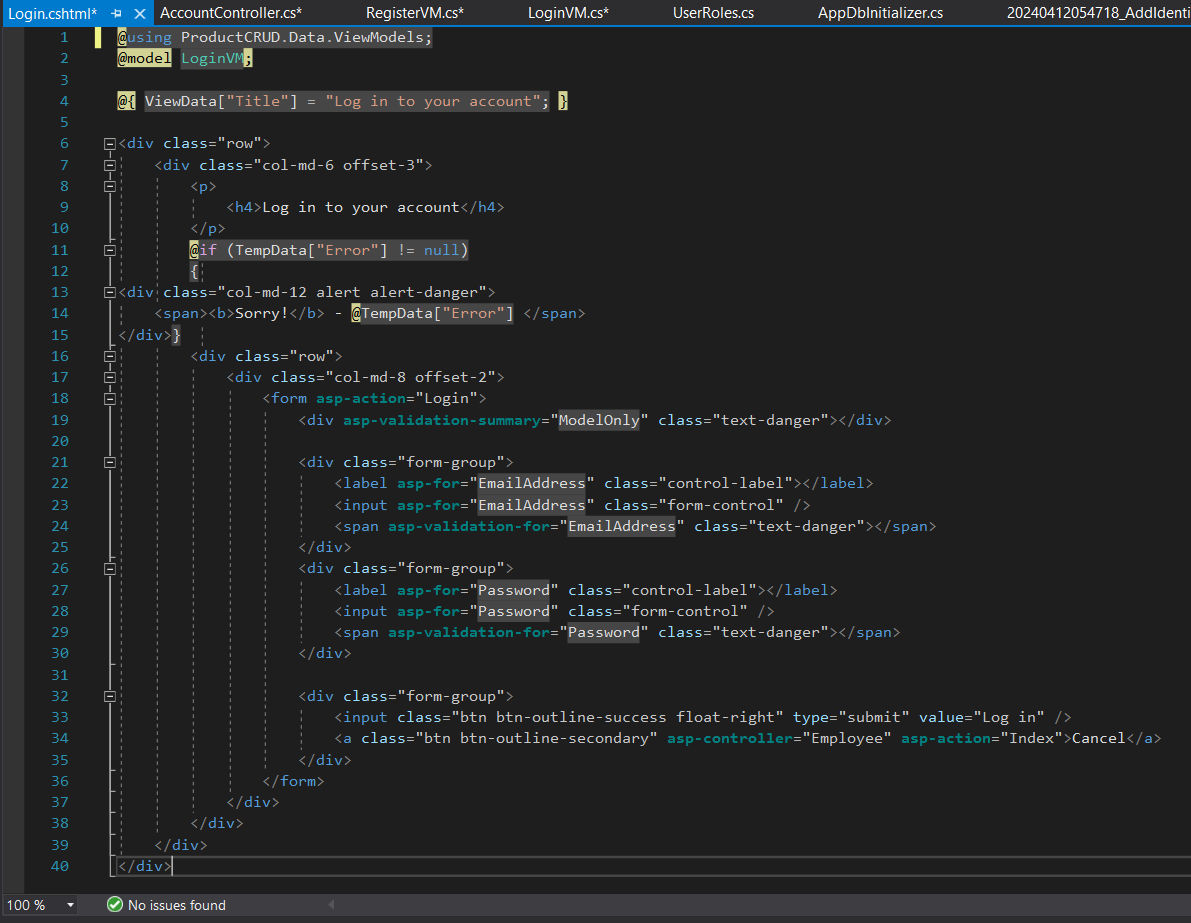 Login.cshtml* AccountController.cs* RegisterVM.cs* LoginVM.cs* UserRoles.cs AppDbInitializer.cs 20240412054718_AddIdenti
1 @using ProductCRUD.Data.ViewModels;
2 @model LoginVM;
3
4 @{ ViewData["Title"] = "Log in to your account"; }
5
6 <div class="row">
7     <div class="col-md-6 offset-3">
8         <p>
9             <h4>Log in to your account</h4>
10         </p>
11         @if (TempData["Error"] != null)
12         {
13 <div class="col-md-12 alert alert-danger">
14     <span><b>Sorry!</b> - @TempData["Error"] </span>
15 </div>}
16         <div class="row">
17             <div class="col-md-8 offset-2">
18                 <form asp-action="Login">
19                     <div asp-validation-summary="ModelOnly" class="text-danger"></div>
20
21                     <div class="form-group">
22                         <label asp-for="EmailAddress" class="control-label"></label>
23                         <input asp-for="EmailAddress" class="form-control" />
24                         <span asp-validation-for="EmailAddress" class="text-danger"></span>
25                     </div>
26                     <div class="form-group">
27                         <label asp-for="Password" class="control-label"></label>
28                         <input asp-for="Password" class="form-control" />
29                         <span asp-validation-for="Password" class="text-danger"></span>
30                     </div>
31
32                     <div class="form-group">
33                         <input class="btn btn-outline-success float-right" type="submit" value="Log in" />
34                         <a class="btn btn-outline-secondary" asp-controller="Employee" asp-action="Index">Cancel</a>
35                     </div>
36                 </form>
37             </div>
38         </div>
39     </div>
40 </div>
100 % No issues found